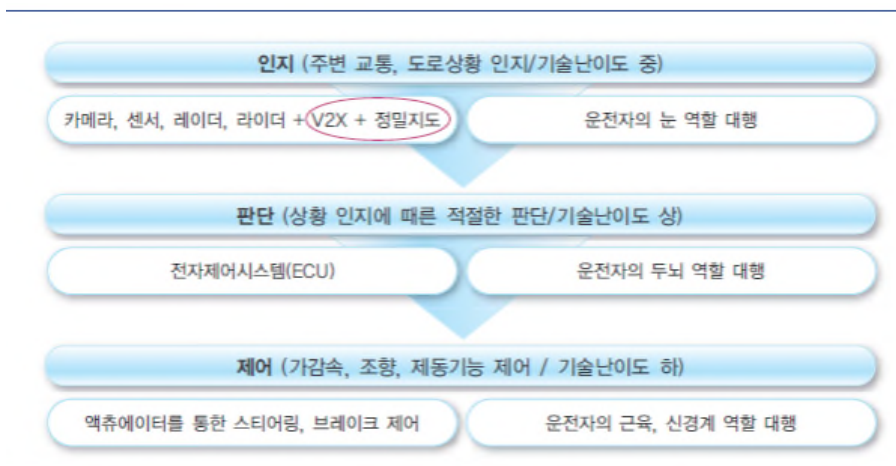 인지 (주변 교통, 도로상황 인지/기술난이도 중)
카메라, 센서, 레이더, 라이더 + V2X + 정밀지도
운전자의 눈 역할 대행
판단 (상황 인지에 때른 적절한 판단/기술난이도 상)
전자제어시스템(ECU)
운전자의 두뇌 역할 대행
제어 (가감속, 조향, 제동기능 제어 / 기술난이도 하)
액츄에이터를 통한 스티어링, 브레이크 제어
운전자의 근육, 신경계 역할 대행